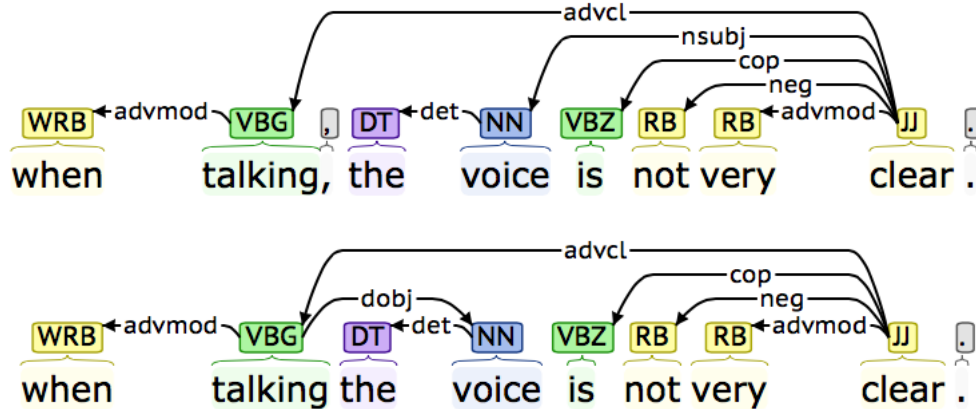 advcl
nsubj
cop
neg
advmod det advmod
WRB VBG , DT NN VBZ RB RB JJ .
when talking, the voice is not very clear .
advcl
cop
dobj neg
advmod det advmod
WRB VBG DT NN VBZ RB RB JJ .
when talking the voice is not very clear .